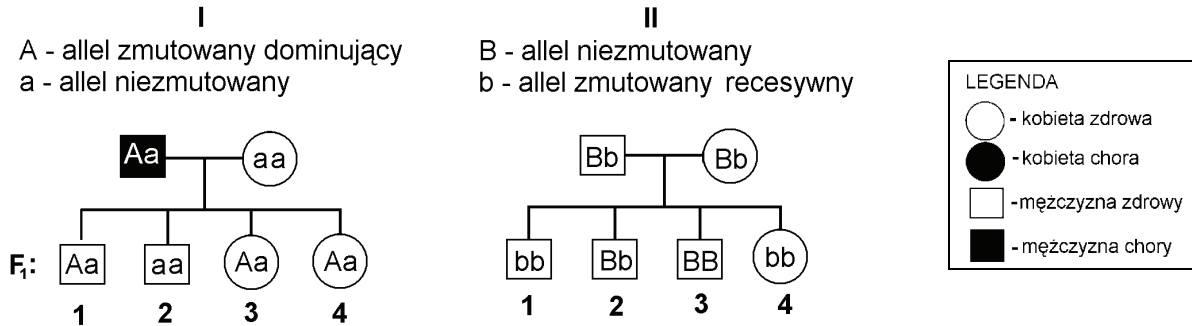 I
A - allel zmutowany dominujący
a - allel niezmutowany
Aa
aa
F1:
Aa
aa
Aa
Aa
1
2
3
4
II
B - allel niezmutowany
b - allel zmutowany recesywny
Bb
Bb
bb
Bb
BB
bb
1
2
3
4
LEGENDA
- kobieta zdrowa
- kobieta chora
- mężczyzna zdrowy
- mężczyzna chory